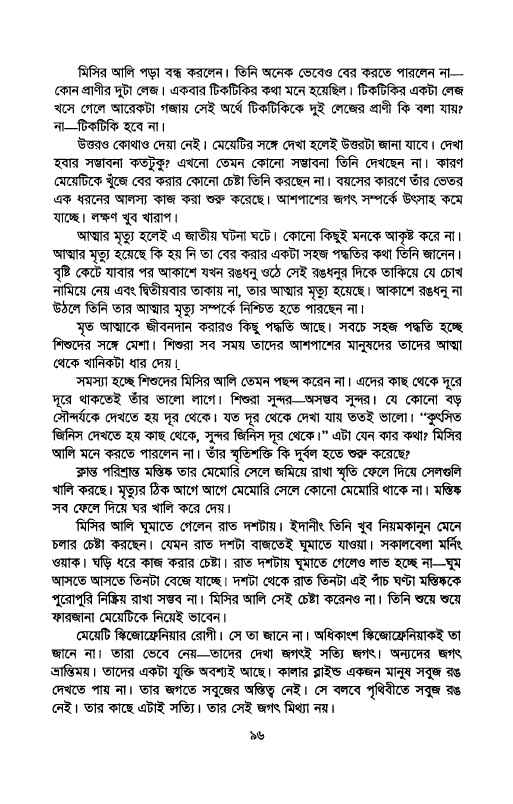 মিসির আলি পড়া বন্ধ করলেন। তিনি অনেক ভেবেও বের করতে পারলেন না—
কোন প্রাণীর দুটা লেজ। একবার টিকটিকির কথা মনে হয়েছিল। টিকটিকির একটা লেজ
খসে গেলে আরেকটা গজায় সেই অর্থে টিকটিকিকে দুই লেজের প্রাণী কি বলা যায়?
না—টিকটিকি হবে না।
উত্তরও কোথাও দেয়া নেই। মেয়েটির সঙ্গে দেখা হলেই উত্তরটা জানা যাবে। দেখা
হবার সম্ভাবনা কতটুকু? এখনো তেমন কোনো সম্ভাবনা তিনি দেখছেন না। কারণ
মেয়েটিকে খুঁজে বের করার কোনো চেষ্টা তিনি করছেন না। বয়সের কারণে তাঁর ভেতর
এক ধরনের আলস্য কাজ করা শুরু করেছে। আশপাশের জগৎ সম্পর্কে উৎসাহ কমে
যাচ্ছে। লক্ষণ খুব খারাপ।
আত্মার মৃত্যু হলেই এ জাতীয় ঘটনা ঘটে। কোনো কিছুই মনকে আকৃষ্ট করে না।
আত্মার মৃত্যু হয়েছে কি হয় নি তা বের করার একটা সহজ পদ্ধতির কথা তিনি জানেন।
বৃষ্টি কেটে যাবার পর আকাশে যখন রঙধনু ওঠে সেই রঙধনুর দিকে তাকিয়ে যে চোখ
নামিয়ে নেয় এবং দ্বিতীয়বার তাকায় না, তার আত্মার মৃত্যু হয়েছে। আকাশে রঙধনু না
উঠলে তিনি তার আত্মার মৃত্যু সম্পর্কে নিশ্চিত হতে পারছেন না।
মৃত আত্মাকে জীবনদান করারও কিছু পদ্ধতি আছে। সবচে সহজ পদ্ধতি হচ্ছে
শিশুদের সঙ্গে মেশা। শিশুরা সব সময় তাদের আশপাশের মানুষদের তাদের আত্মা
থেকে খানিকটা ধার দেয়।
সমস্যা হচ্ছে শিশুদের মিসির আলি তেমন পছন্দ করেন না। এদের কাছ থেকে দূরে
দূরে থাকতেই তাঁর ভালো লাগে। শিশুরা সুন্দর—অসম্ভব সুন্দর। যে কোনো বড়
সৌন্দর্যকে দেখতে হয় দূর থেকে। যত দূর থেকে দেখা যায় ততই ভালো। “কুৎসিত
জিনিস দেখতে হয় কাছ থেকে, সুন্দর জিনিস দূর থেকে।” এটা যেন কার কথা? মিসির
আলি মনে করতে পারলেন না। তাঁর স্মৃতিশক্তি কি দুর্বল হতে শুরু করেছে?
ক্লান্ত পরিশ্রান্ত মস্তিষ্ক তার মেমোরি সেলে জমিয়ে রাখা স্মৃতি ফেলে দিয়ে সেলগুলি
খালি করছে। মৃত্যুর ঠিক আগে আগে মেমোরি সেলে কোনো মেমোরি থাকে না। মস্তিষ্ক
সব ফেলে দিয়ে ঘর খালি করে দেয়।
মিসির আলি ঘুমাতে গেলেন রাত দশটায়। ইদানীং তিনি খুব নিয়মকানুন মেনে
চলার চেষ্টা করছেন। যেমন রাত দশটা বাজতেই ঘুমাতে যাওয়া। সকালবেলা মর্নিং
ওয়াক। ঘড়ি ধরে কাজ করার চেষ্টা। রাত দশটায় ঘুমাতে গেলেও লাভ হচ্ছে না—ঘুম
আসতে আসতে তিনটা বেজে যাচ্ছে। দশটা থেকে রাত তিনটা এই পাঁচ ঘণ্টা মস্তিষ্ককে
পুরোপুরি নিষ্ক্রিয় রাখা সম্ভব না। মিসির আলি সেই চেষ্টা করেনও না। তিনি শুয়ে শুয়ে
ফারজানা মেয়েটিকে নিয়েই ভাবেন।
মেয়েটি স্কিজোফ্রেনিয়ার রোগী। সে তা জানে না। অধিকাংশ স্কিজোফ্রেনিয়াকই তা
জানে না। তারা ভেবে নেয়—তাদের দেখা জগৎই সত্যি জগৎ। অন্যদের জগৎ
ভ্রান্তিময়। তাদের একটা যুক্তি অবশ্যই আছে। কালার ব্লাইন্ড একজন মানুষ সবুজ রঙ
দেখতে পায় না। তার জগতে সবুজের অস্তিত্ব নেই। সে বলবে পৃথিবীতে সবুজ রঙ
নেই। তার কাছে এটাই সত্যি। তার সেই জগৎ মিথ্যা নয়।
৯৬